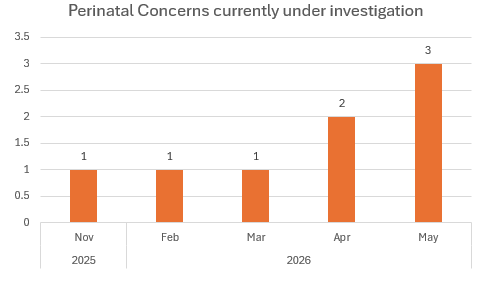 Perinatal Concerns currently under investigation
3.5
3
2.5
2
1.5
1
0.5
0
1
1
1
2
3
Nov
Feb
Mar
Apr
May
2025
2026